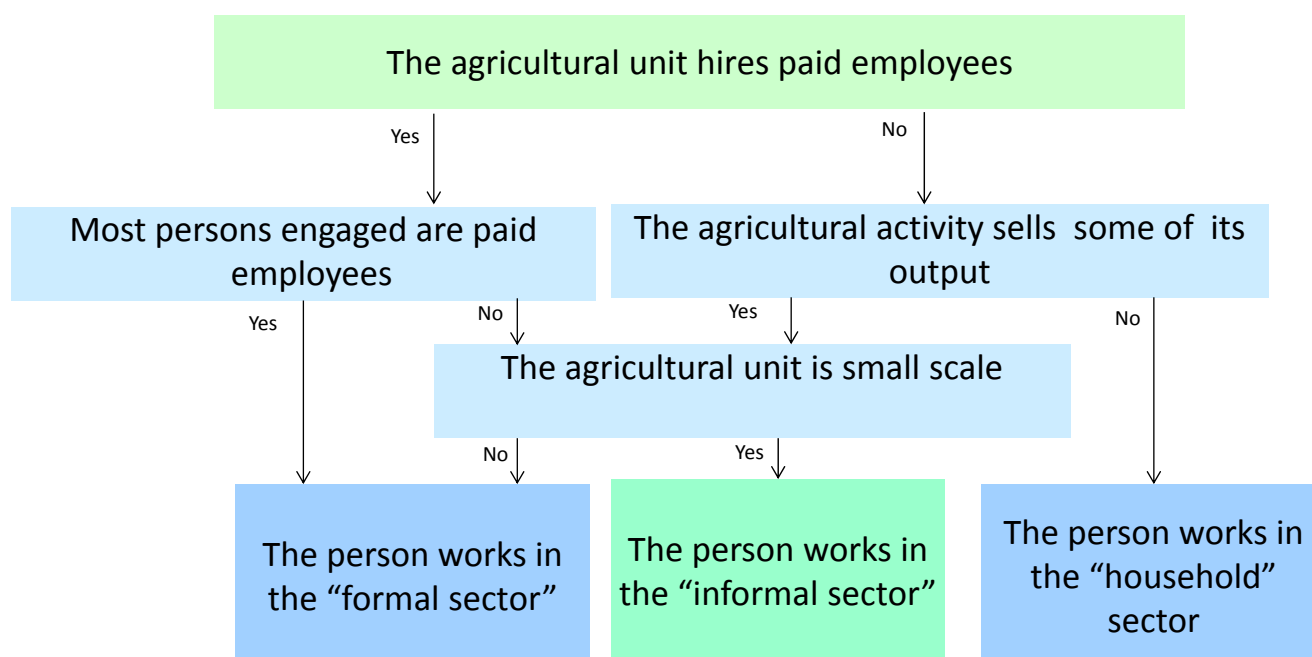 The agricultural unit hires paid employees
Yes
No
Most persons engaged are paid
employees
The agricultural activity sells some of its
output
Yes
No
Yes
No
The agricultural unit is small scale
No
Yes
The person works in
the “formal sector”
The person works in
the “informal sector”
The person works in
the “household”
sector